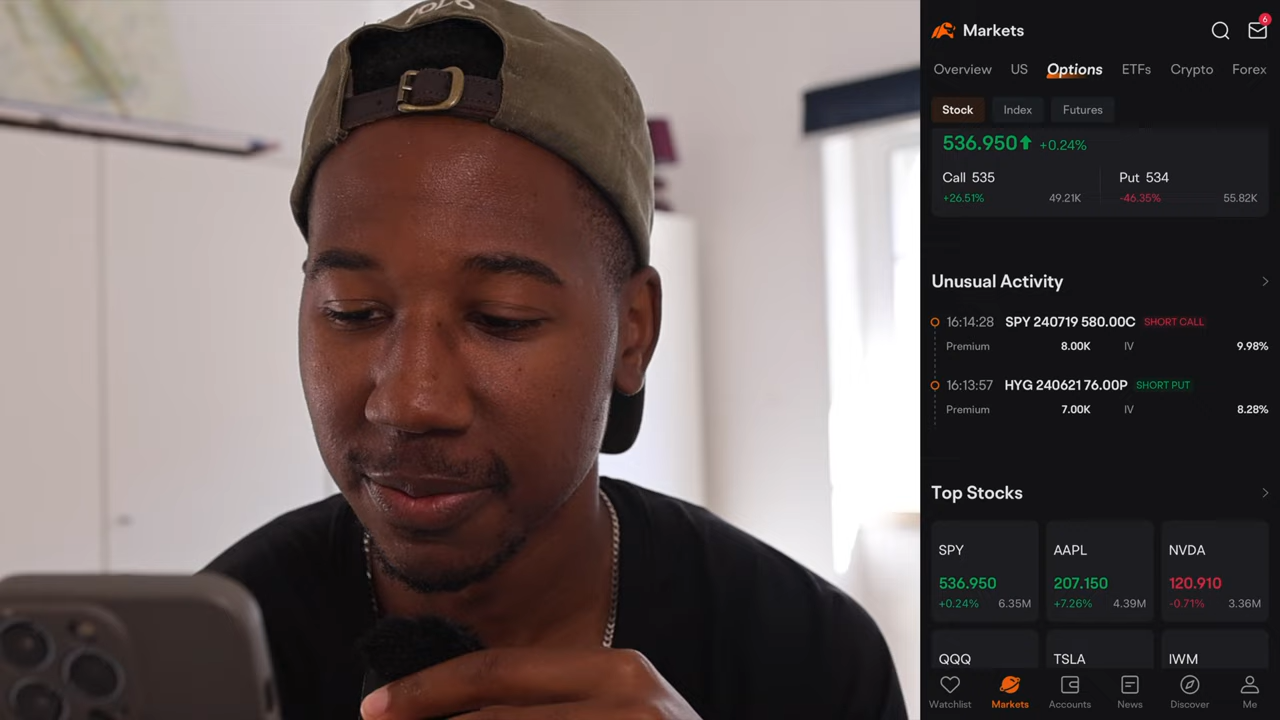 POLO
Markets
6
Overview US Options ETFs Crypto Forex
Stock Index Futures
536.950 +0.24%
Call 535 Put 534
+26.51% 49.21K -46.35% 55.82K
Unusual Activity
16:14:28 SPY 240719 580.00C SHORT CALL
Premium 8.00K IV 9.98%
16:13:57 HYG 240621 76.00P SHORT PUT
Premium 7.00K IV 8.28%
Top Stocks
SPY AAPL NVDA
536.950 207.150 120.910
+0.24% 6.35M +7.26% 4.39M -0.71% 3.36M
QQQ TSLA IWM
Watchlist Markets Accounts News Discover Me